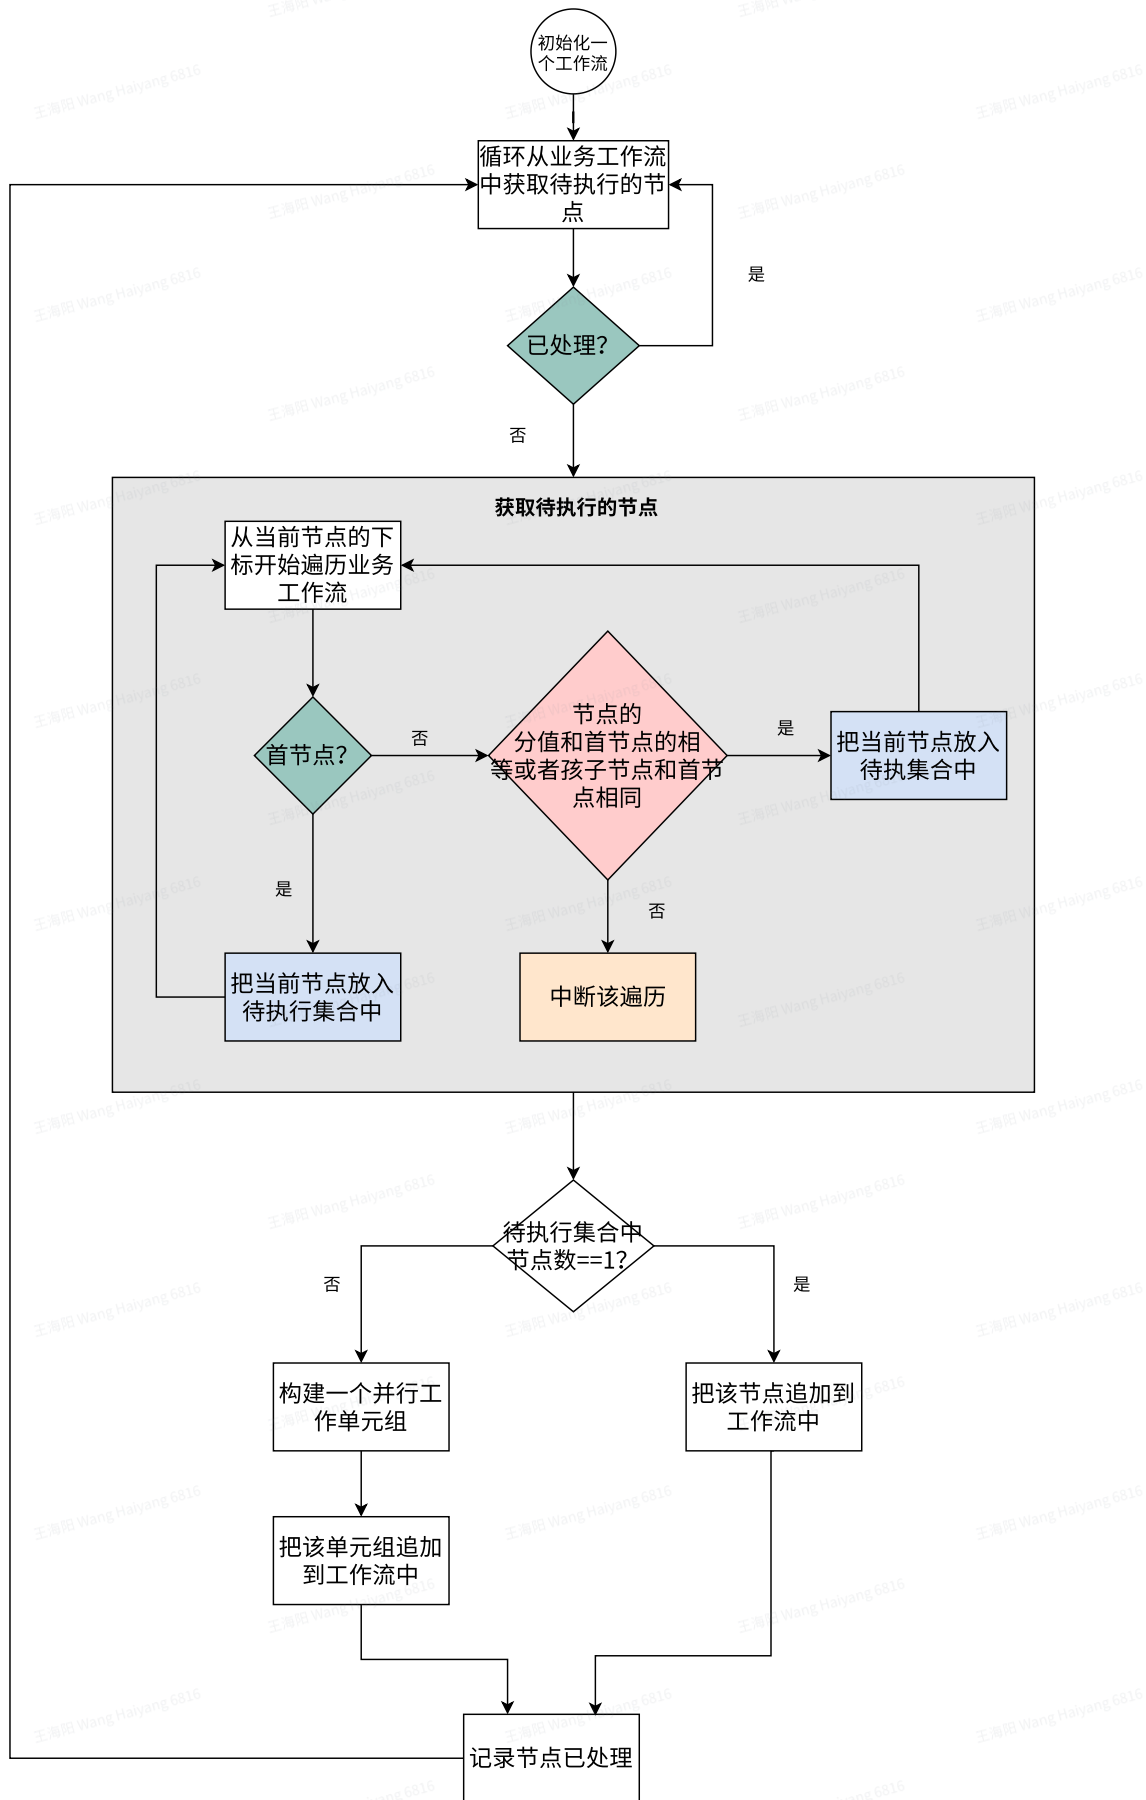 初始化一
个工作流
循环从业务工作流
中获取待执行的节
点
是
已处理？
否
获取待执行的节点
从当前节点的下
标开始遍历业务
工作流
首节点？
否
节点的
分值和首节点的相
等或者孩子节点和首节
点相同
是
把当前节点放入
待执集合中
是
否
把当前节点放入
待执行集合中
中断该遍历
待执行集合中
节点数==1？
否
是
构建一个并行工
作单元组
把该节点追加到
工作流中
把该单元组追加
到工作流中
记录节点已处理
王海阳 Wang Haiyang 6816